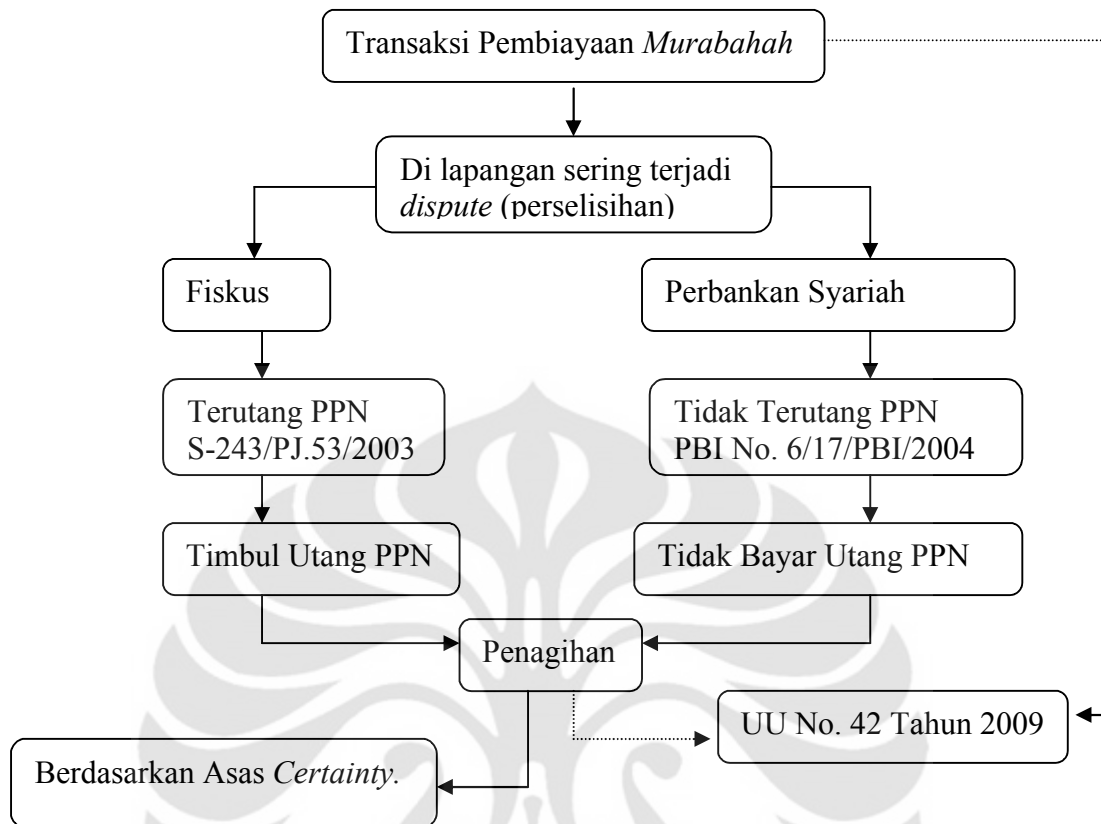 Transaksi Pembiayaan Murabahah
Di lapangan sering terjadi
dispute (perselisihan)
Fiskus
Perbankan Syariah
Terutang PPN
S-243/PJ.53/2003
Tidak Terutang PPN
PBI No. 6/17/PBI/2004
Timbul Utang PPN
Tidak Bayar Utang PPN
Penagihan
UU No. 42 Tahun 2009
Berdasarkan Asas Certainty.